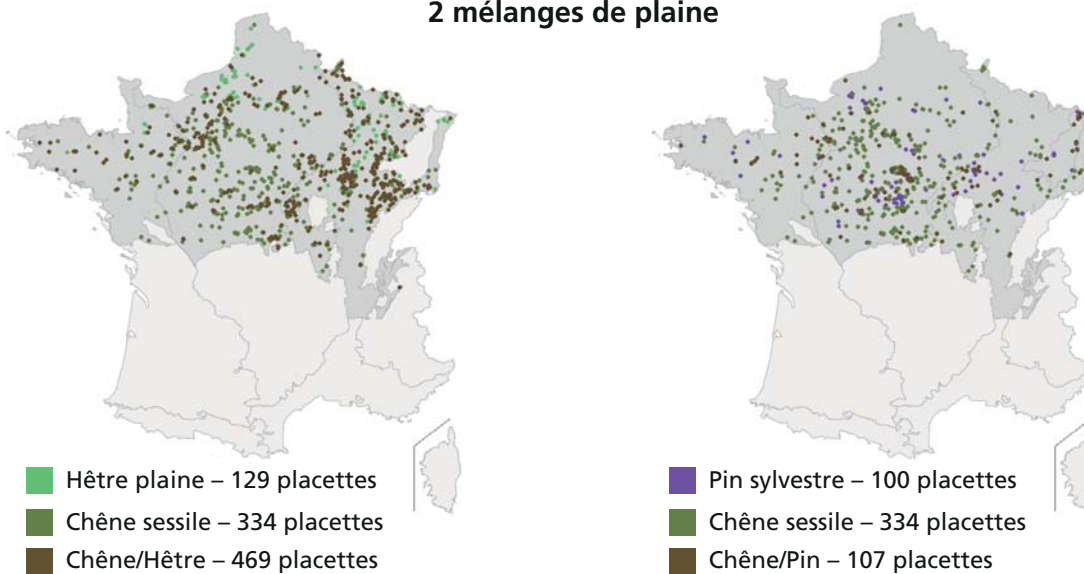 2 mélanges de plaine
Hêtre plaine – 129 placettes
Chêne sessile – 334 placettes
Chêne/Hêtre – 469 placettes
Pin sylvestre – 100 placettes
Chêne sessile – 334 placettes
Chêne/Pin – 107 placettes